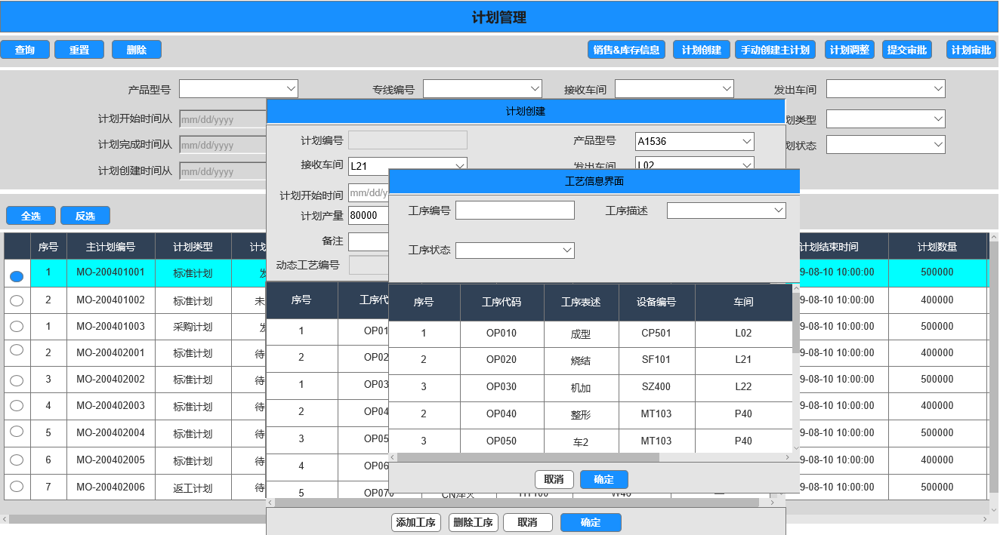 计划管理
查询 重置 删除 销售&库存信息 计划创建 手动创建主计划 计划调整 提交审批 计划审批
产品型号 专线编号 接收车间 发出车间
计划开始时间从 mm/dd/yyyy 划类型
计划完成时间从 mm/dd/yyyy 划状态
计划创建时间从 mm/dd/yyyy
全选 反选
序号 主计划编号 计划类型 计划 计划结束时间 计划数量
1 MO-200401001 标准计划 9-08-10 10:00:00 500000
2 MO-200401002 标准计划 未 9-08-10 10:00:00 400000
1 MO-200401003 采购计划 9-08-10 10:00:00 500000
2 MO-200402001 标准计划 待 9-08-10 10:00:00 400000
3 MO-200402002 标准计划 待 9-08-10 10:00:00 500000
4 MO-200402003 标准计划 待 9-08-10 10:00:00 400000
5 MO-200402004 标准计划 待 9-08-10 10:00:00 500000
6 MO-200402005 标准计划 待 9-08-10 10:00:00 400000
7 MO-200402006 返工计划 待 9-08-10 10:00:00 500000
计划创建
计划编号 产品型号 A1536
接收车间 L21 发出车间 L02
计划开始时间 mm/dd/y
计划产量 80000
备注
动态工艺编号
序号 工序代
1 OP01
2 OP02
1 OP03
2 OP04
3 OP05
4 OP06
5 OP070 CN淬火 HT100 W48
添加工序 删除工序 取消 确定
工艺信息界面
工序编号 工序描述
工序状态
序号 工序代码 工序表述 设备编号 车间
1 OP010 成型 CP501 L02
2 OP020 烧结 SF101 L21
3 OP030 机加 SZ400 L22
2 OP040 整形 MT103 P40
3 OP050 车2 MT103 P40
取消 确定